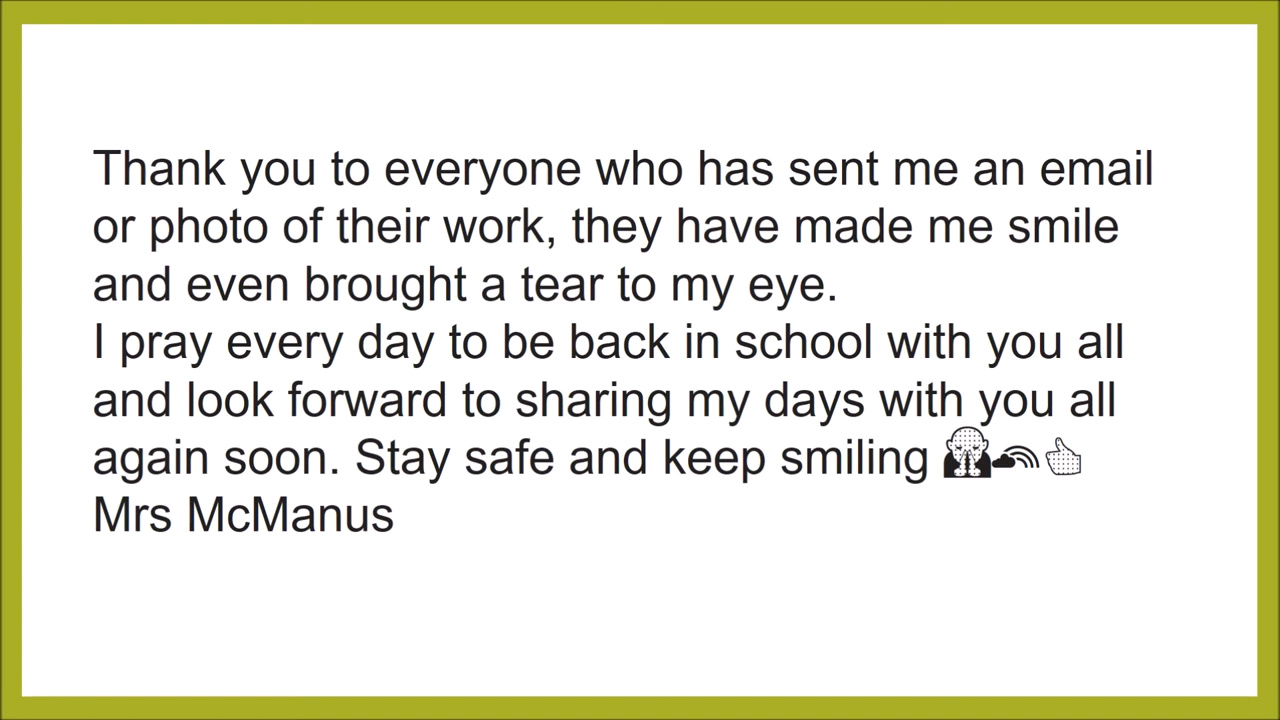 Thank you to everyone who has sent me an email
or photo of their work, they have made me smile
and even brought a tear to my eye.
I pray every day to be back in school with you all
and look forward to sharing my days with you all
again soon. Stay safe and keep smiling 🙏🌈👍
Mrs McManus